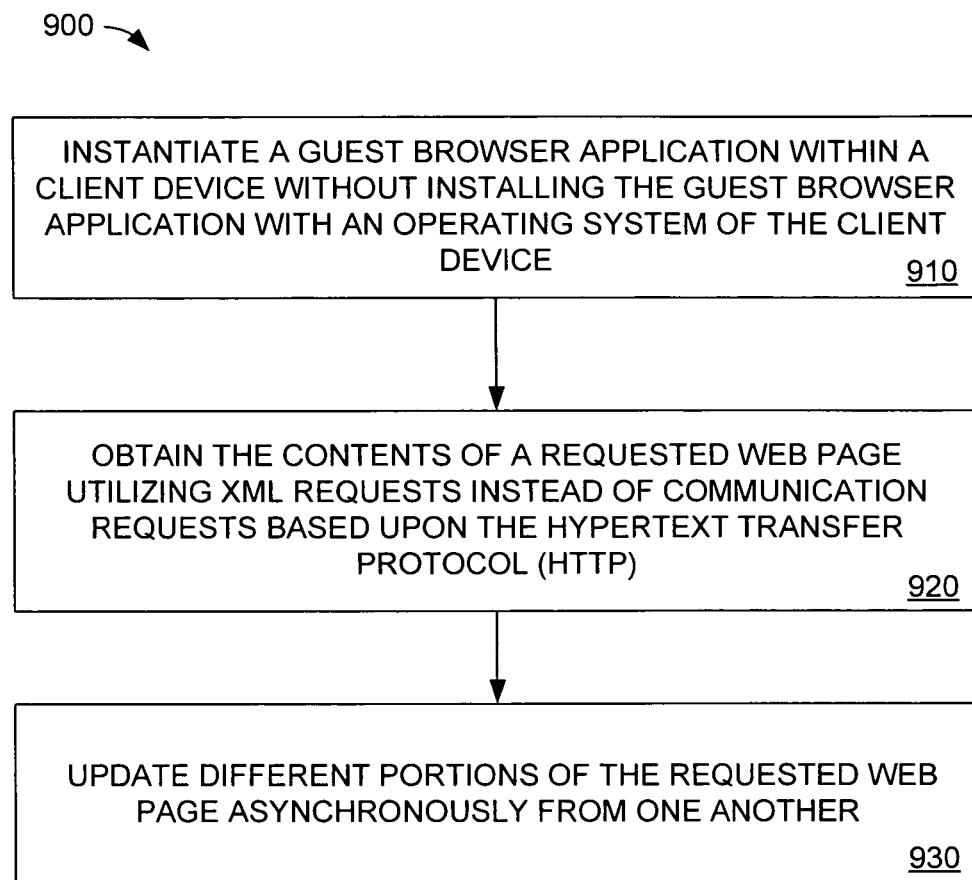 900
INSTANTIATE A GUEST BROWSER APPLICATION WITHIN A
CLIENT DEVICE WITHOUT INSTALLING THE GUEST BROWSER
APPLICATION WITH AN OPERATING SYSTEM OF THE CLIENT
DEVICE
910
OBTAIN THE CONTENTS OF A REQUESTED WEB PAGE
UTILIZING XML REQUESTS INSTEAD OF COMMUNICATION
REQUESTS BASED UPON THE HYPERTEXT TRANSFER
PROTOCOL (HTTP)
920
UPDATE DIFFERENT PORTIONS OF THE REQUESTED WEB
PAGE ASYNCHRONOUSLY FROM ONE ANOTHER
930